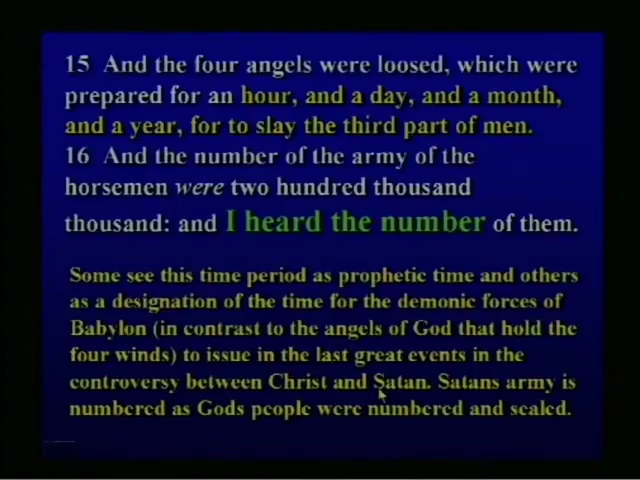 15 And the four angels were loosed, which were
prepared for an hour, and a day, and a month,
and a year, for to slay the third part of men.
16 And the number of the army of the
horsemen were two hundred thousand
thousand: and I heard the number of them.
Some see this time period as prophetic time and others
as a designation of the time for the demonic forces of
Babylon (in contrast to the angels of God that hold the
four winds) to issue in the last great events in the
controversy between Christ and Satan. Satans army is
numbered as Gods people were numbered and sealed.